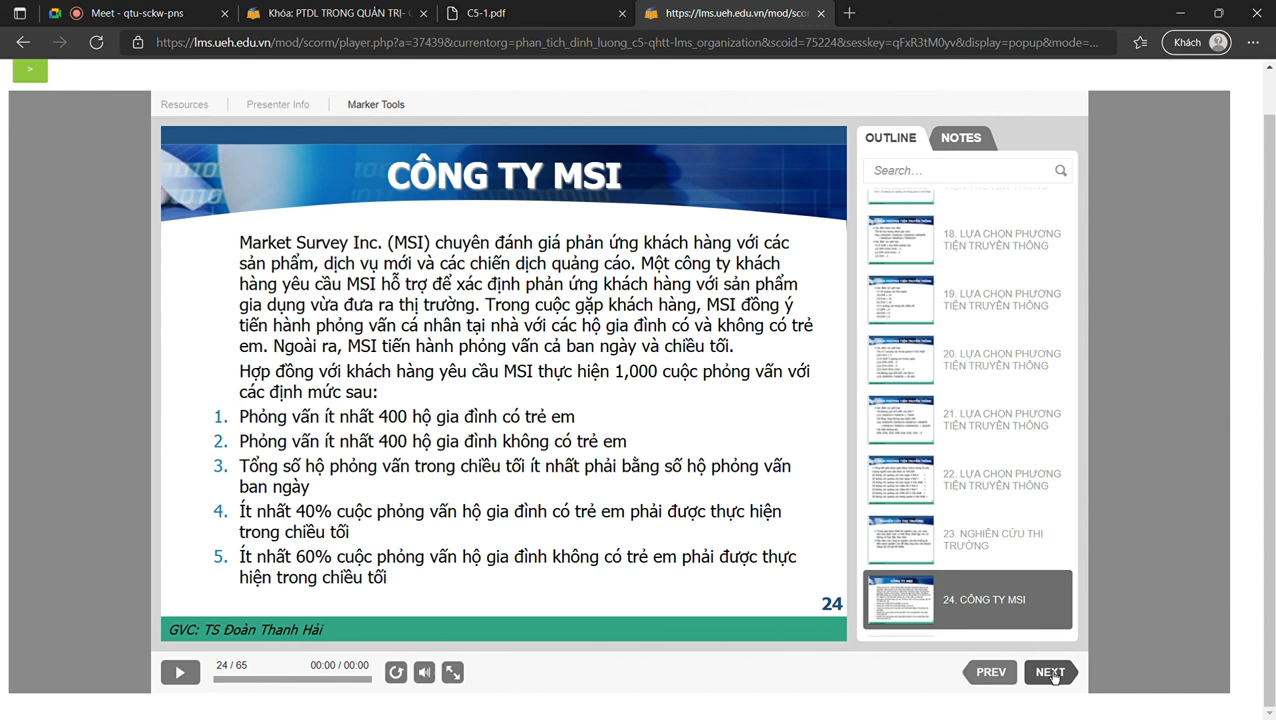 Meet - qtu-sckw-pns
Khóa: PTDL TRONG QUẢN TRỊ-
C5-1.pdf
https://lms.ueh.edu.vn/mod/scor
https://lms.ueh.edu.vn/mod/scorm/player.php?a=37439&currentorg=phan_tich_dinh_luong_c5-qhtt-lms_organization&scoid=75224&sesskey=qFxR3tM0yv&display=popup&mode=...
Khách
>
Resources
Presenter Info
Marker Tools
CÔNG TY MSI
Market Survey Inc. (MSI) chuyên đánh giá phản ứng khách hàng với các
sản phẩm, dịch vụ mới và các chiến dịch quảng cáo. Một công ty khách
hàng yêu cầu MSI hỗ trợ để xác định phản ứng khách hàng với sản phẩm
gia dụng vừa đưa ra thị trường. Trong cuộc gặp khách hàng, MSI đồng ý
tiến hành phỏng vấn cá nhân tại nhà với các hộ gia đình có và không có trẻ
em. Ngoài ra, MSI tiến hành phỏng vấn cả ban ngày và chiều tối.
Hợp đồng với khách hàng yêu cầu MSI thực hiện 1,000 cuộc phỏng vấn với
các định mức sau:
1. Phỏng vấn ít nhất 400 hộ gia đình có trẻ em
2. Phỏng vấn ít nhất 400 hộ gia đình không có trẻ em
3. Tổng số hộ phỏng vấn trong chiều tối ít nhất phải bằng số hộ phỏng vấn
ban ngày
4. Ít nhất 40% cuộc phỏng vấn hộ gia đình có trẻ em phải được thực hiện
trong chiều tối
5. Ít nhất 60% cuộc phỏng vấn hộ gia đình không có trẻ em phải được thực
hiện trong chiều tối
24
GVC: TS Đoàn Thanh Hải
24 / 65
00:00 / 00:00
PREV
NEXT
OUTLINE
NOTES
Search...
18. LỰA CHỌN PHƯƠNG
TIỆN TRUYỀN THÔNG
19. LỰA CHỌN PHƯƠNG
TIỆN TRUYỀN THÔNG
20. LỰA CHỌN PHƯƠNG
TIỆN TRUYỀN THÔNG
21. LỰA CHỌN PHƯƠNG
TIỆN TRUYỀN THÔNG
22. LỰA CHỌN PHƯƠNG
TIỆN TRUYỀN THÔNG
23. NGHIÊN CỨU THỊ
TRƯỜNG
24. CÔNG TY MSI